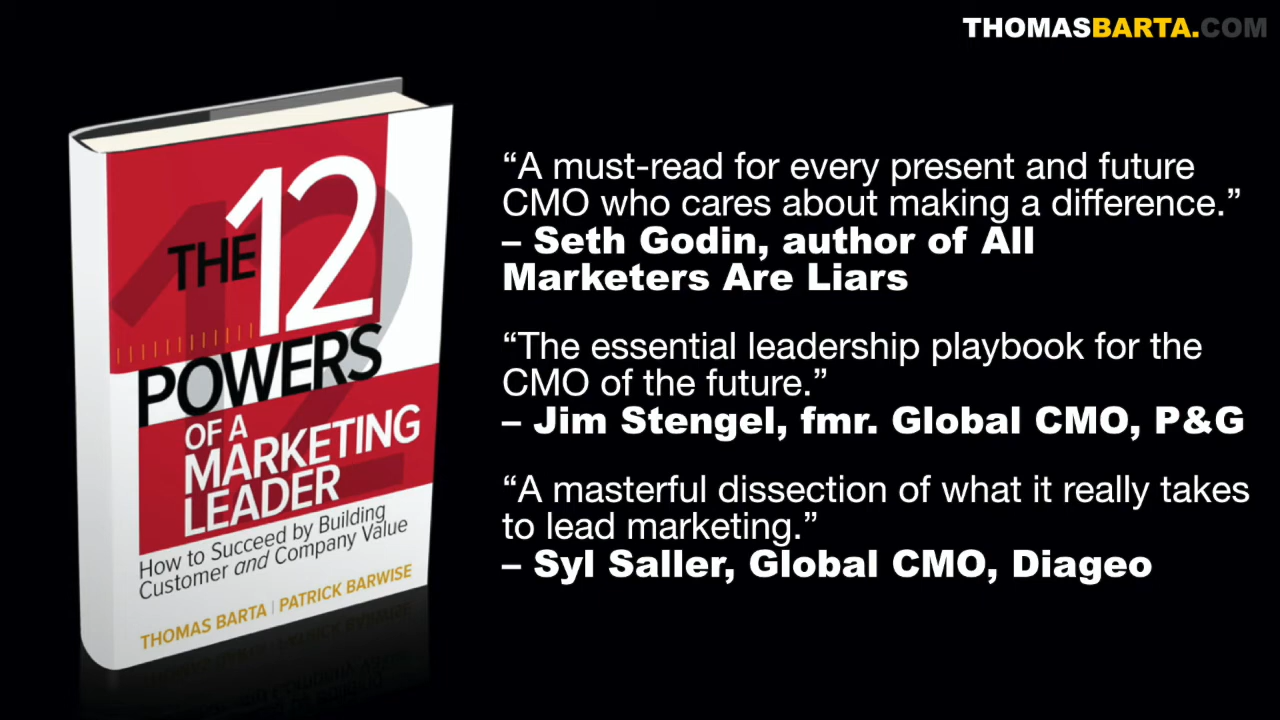 THOMASBARTA.COM
THE 12
POWERS
OF A
MARKETING
LEADER
How to Succeed by Building
Customer and Company Value
THOMAS BARTA | PATRICK BARWISE
“A must-read for every present and future
CMO who cares about making a difference.”
– Seth Godin, author of All
Marketers Are Liars
“The essential leadership playbook for the
CMO of the future.”
– Jim Stengel, fmr. Global CMO, P&G
“A masterful dissection of what it really takes
to lead marketing.”
– Syl Saller, Global CMO, Diageo